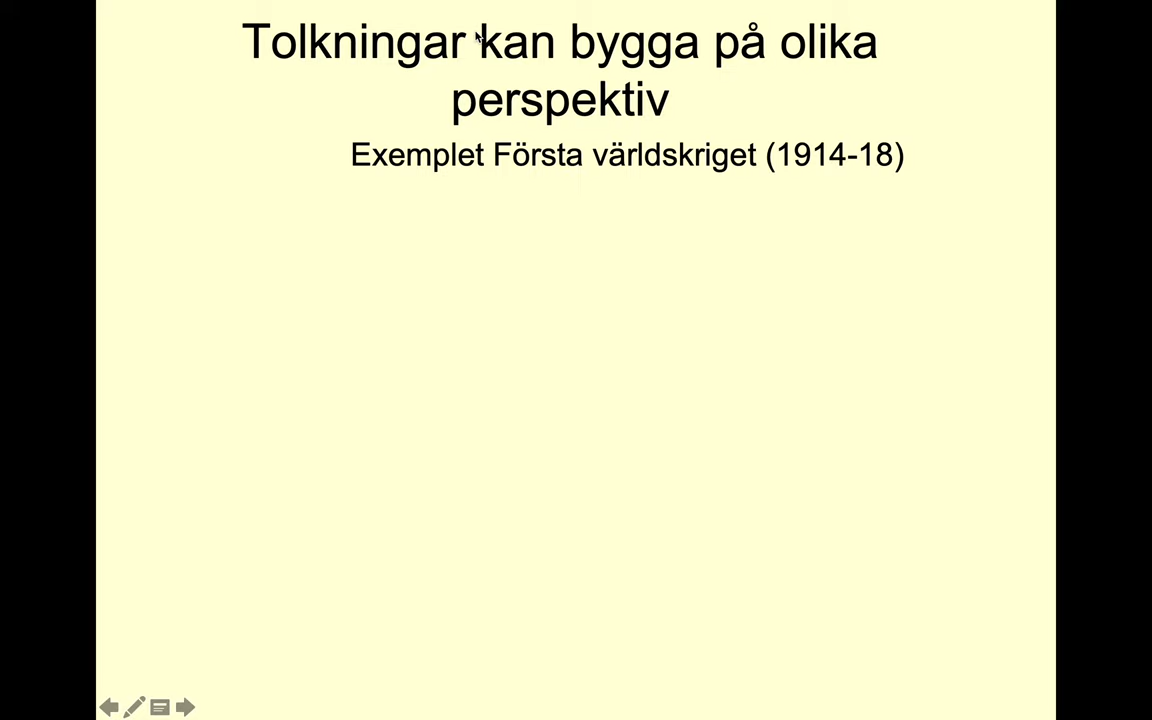 Tolkningar kan bygga på olika
perspektiv
Exemplet Första världskriget (1914-18)